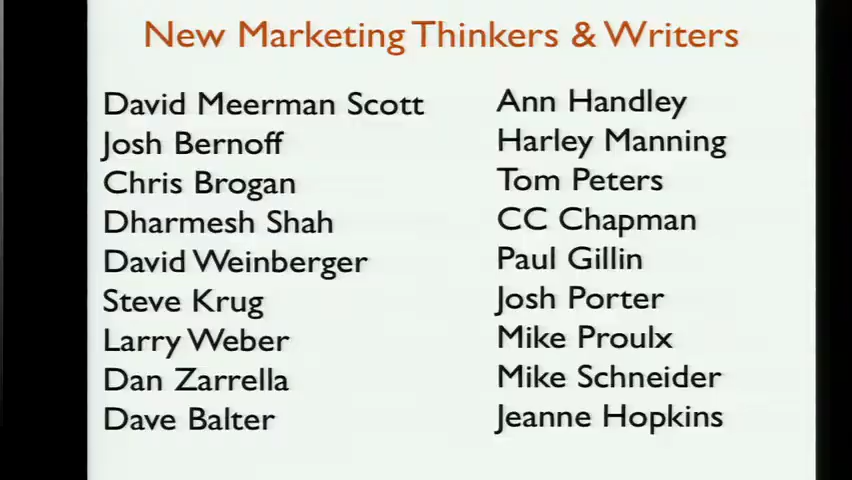 New Marketing Thinkers & Writers
David Meerman Scott
Josh Bernoff
Chris Brogan
Dharmesh Shah
David Weinberger
Steve Krug
Larry Weber
Dan Zarrella
Dave Balter
Ann Handley
Harley Manning
Tom Peters
CC Chapman
Paul Gillin
Josh Porter
Mike Proulx
Mike Schneider
Jeanne Hopkins